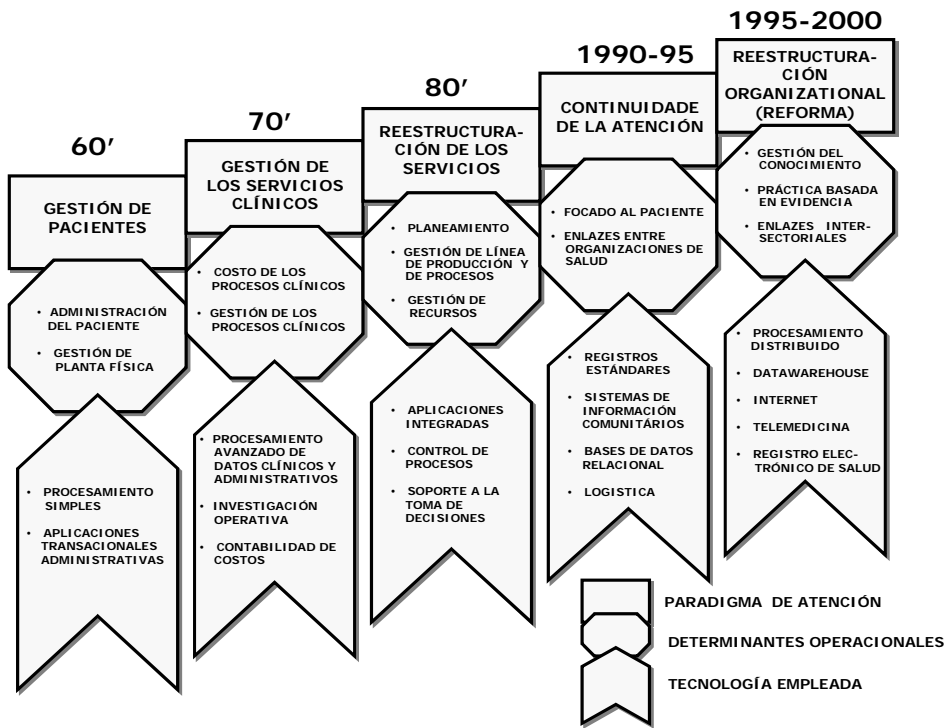 60'
GESTIÓN DE
PACIENTES
• ADMINISTRACIÓN
DEL PACIENTE
• GESTIÓN DE
PLANTA FÍSICA
• PROCESAMIENTO
SIMPLES
• APLICACIONES
TRANSACIONALES
ADMINISTRATIVAS
70'
GESTIÓN DE
LOS SERVICIOS
CLÍNICOS
• COSTO DE LOS
PROCESOS CLÍNICOS
• GESTIÓN DE LOS
PROCESOS CLÍNICOS
• PROCESAMIENTO
AVANZADO DE
DATOS CLÍNICOS Y
ADMINISTRATIVOS
• INVESTIGACIÓN
OPERATIVA
• CONTABILIDAD DE
COSTOS
80'
REESTRUCTURA-
CIÓN DE LOS
SERVICIOS
• PLANEAMIENTO
• GESTIÓN DE LÍNEA
DE PRODUCCIÓN Y
DE PROCESOS
• GESTIÓN DE
RECURSOS
• APLICACIONES
INTEGRADAS
• CONTROL DE
PROCESOS
• SOPORTE A LA
TOMA DE
DECISIONES
1990-95
CONTINUIDADE
DE LA ATENCIÓN
• FOCADO AL PACIENTE
• ENLACES ENTRE
ORGANIZACIONES DE
SALUD
• REGISTROS
ESTÁNDARES
• SISTEMAS DE
INFORMACIÓN
COMUNITÁRIOS
• BASES DE DATOS
RELACIONAL
• LOGISTICA
1995-2000
REESTRUCTURA-
CIÓN
ORGANIZATIONAL
(REFORMA)
• GESTIÓN DEL
CONOCIMIENTO
• PRÁCTICA BASADA
EN EVIDENCIA
• ENLAZES INTER-
SECTORIALES
• PROCESAMIENTO
DISTRIBUIDO
• DATAWAREHOUSE
• INTERNET
• TELEMEDICINA
• REGISTRO ELEC-
TRÓNICO DE SALUD
PARADIGMA DE ATENCIÓN
DETERMINANTES OPERACIONALES
TECNOLOGÍA EMPLEADA